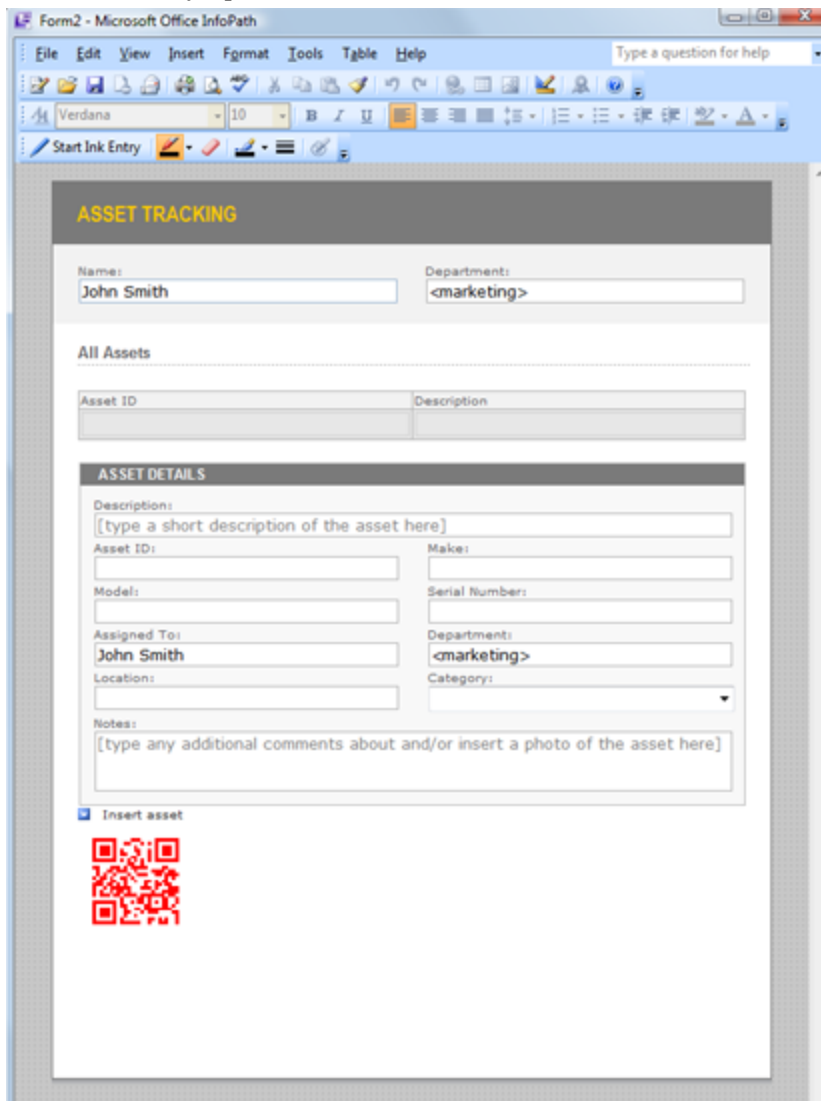 Form2 - Microsoft Office InfoPath
File Edit View Insert Format Tools Table Help Type a question for help
Verdana 10 B I U
Start Ink Entry
ASSET TRACKING
Name: Department:
John Smith <marketing>
All Assets
Asset ID Description
ASSET DETAILS
Description:
[type a short description of the asset here]
Asset ID: Make:
Model: Serial Number:
Assigned To: Department:
John Smith <marketing>
Location: Category:
Notes:
[type any additional comments about and/or insert a photo of the asset here]
Insert asset